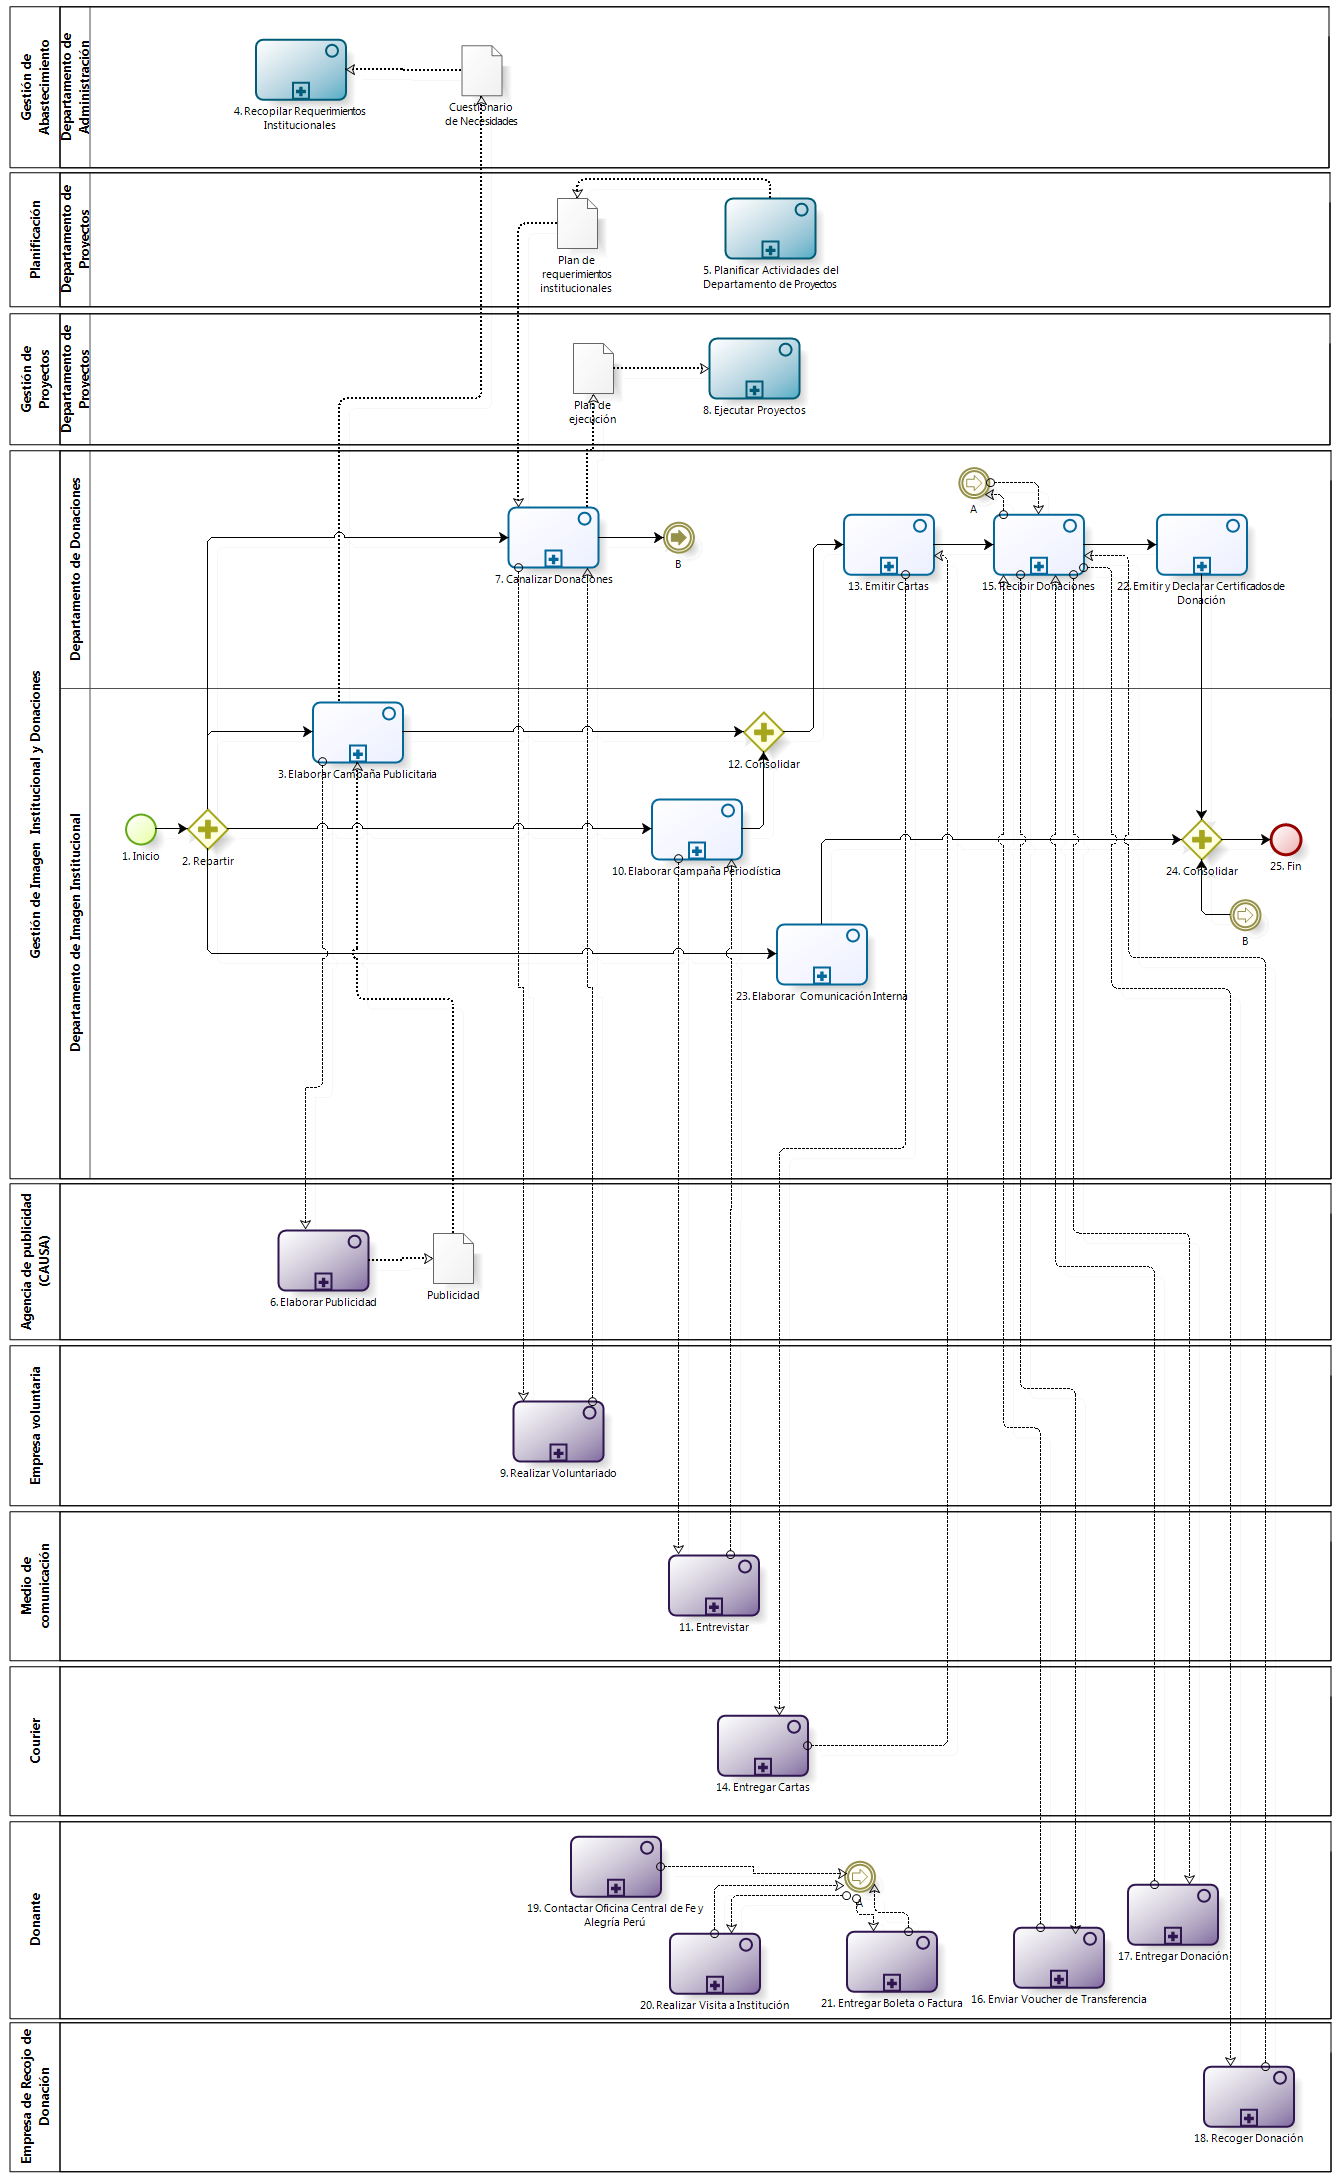 Gestión de
Abastecimiento
Departamento de
Administración
4. Recopilar Requerimientos
Institucionales
Cuestionario
de Necesidades
Planificación
Departamento de
Proyectos
Plan de
requerimientos
institucionales
5. Planificar Actividades del
Departamento de Proyectos
Gestión de
Proyectos
Departamento de
Proyectos
Plan de
ejecución
8. Ejecutar Proyectos
Gestión de Imagen Institucional y Donaciones
Departamento de Donaciones
7. Canalizar Donaciones
B
A
13. Emitir Cartas
15. Recibir Donaciones
22. Emitir y Declarar Certificados de
Donación
Departamento de Imagen Institucional
3. Elaborar Campaña Publicitaria
12. Consolidar
1. Inicio
2. Repartir
10. Elaborar Campaña Periodística
24. Consolidar
25. Fin
B
23. Elaborar Comunicación Interna
Agencia de publicidad
(CAUSA)
6. Elaborar Publicidad
Publicidad
Empresa voluntaria
9. Realizar Voluntariado
Medio de
comunicación
11. Entrevistar
Courier
14. Entregar Cartas
Donante
19. Contactar Oficina Central de Fe y
Alegría Perú
A
20. Realizar Visita a Institución
21. Entregar Boleta o Factura
16. Enviar Voucher de Transferencia
17. Entregar Donación
Empresa de Recojo de
Donación
18. Recoger Donación